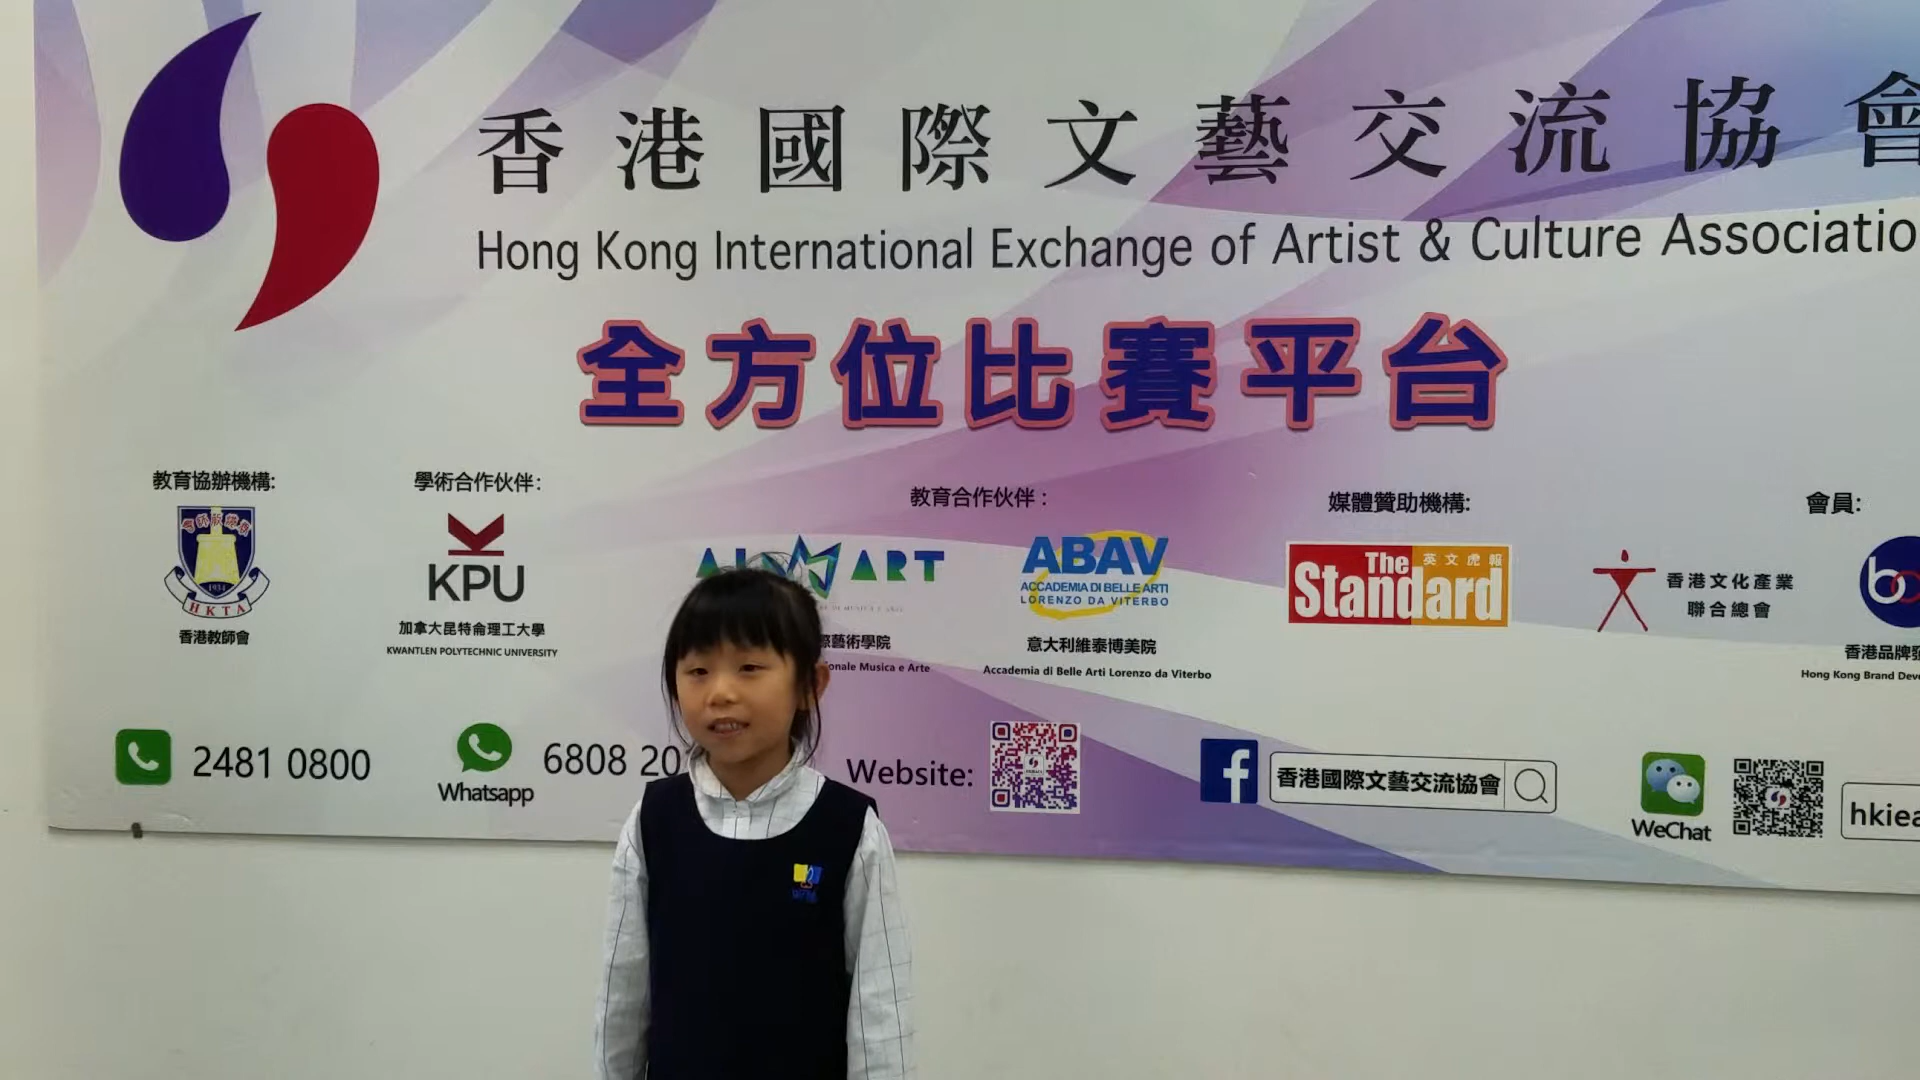 香港國際文藝交流協會
Hong Kong International Exchange of Artist & Culture
全方位比賽平台
教育協辦機構:
學術合作伙伴:
教育合作伙伴:
媒體贊助機構:
會員:
1934
HKTA
香港教師會
KPU
加拿大昆特侖理工大學
KWANTLEN POLYTECHNIC UNIVERSITY
ART
藝術學院
Musica e Arte
ABAV
ACCADEMIA DI BELLE ARTI
LORENZO DA VITERBO
意大利維泰博美院
Accademia di Belle Arti Lorenzo da Viterbo
The Standard
英文虎報
香港文化產業
聯合總會
香港品牌
Hong Kong Brand
2481 0800
Whatsapp
6808
Website:
香港國際文藝交流協會
WeChat